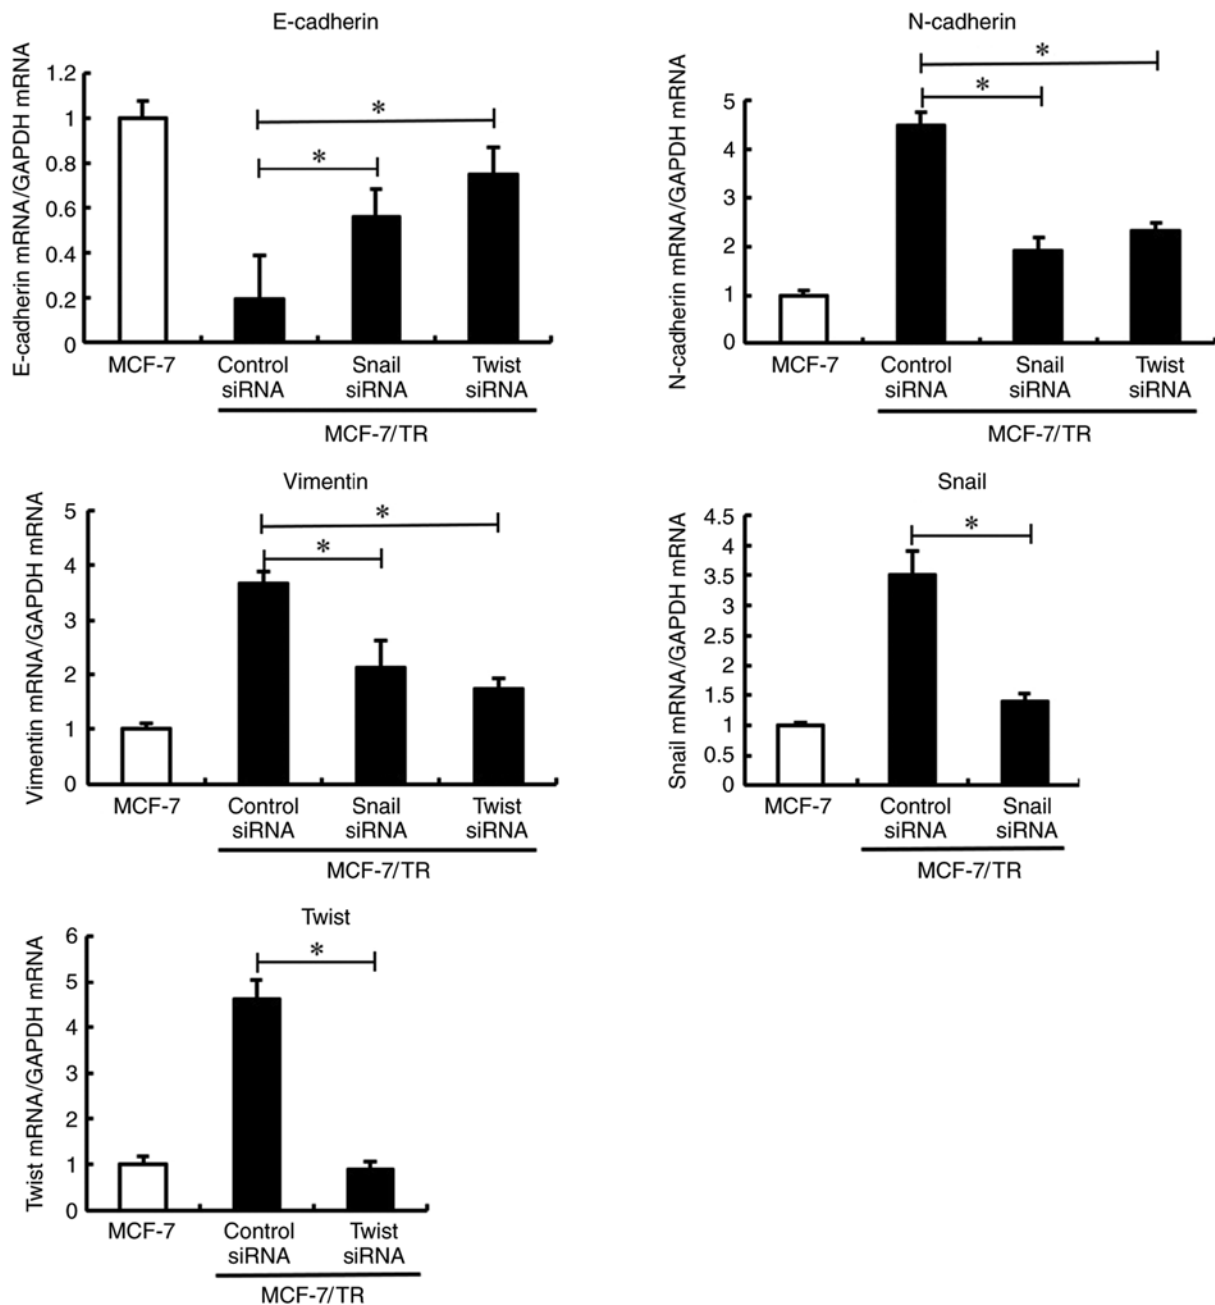 E-cadherin
E-cadherin mRNA/GAPDH mRNA
1.2
1
0.8
0.6
0.4
0.2
0
*
*
MCF-7
Control
siRNA
Snail
siRNA
Twist
siRNA
MCF-7/TR
N-cadherin
N-cadherin mRNA/GAPDH mRNA
5
4
3
2
1
0
*
*
MCF-7
Control
siRNA
Snail
siRNA
Twist
siRNA
MCF-7/TR
Vimentin
Vimentin mRNA/GAPDH mRNA
5
4
3
2
1
0
*
*
MCF-7
Control
siRNA
Snail
siRNA
Twist
siRNA
MCF-7/TR
Snail
Snail mRNA/GAPDH mRNA
4.5
4
3.5
3
2.5
2
1.5
1
0.5
0
*
MCF-7
Control
siRNA
Snail
siRNA
MCF-7/TR
Twist
Twist mRNA/GAPDH mRNA
6
5
4
3
2
1
0
*
MCF-7
Control
siRNA
Twist
siRNA
MCF-7/TR